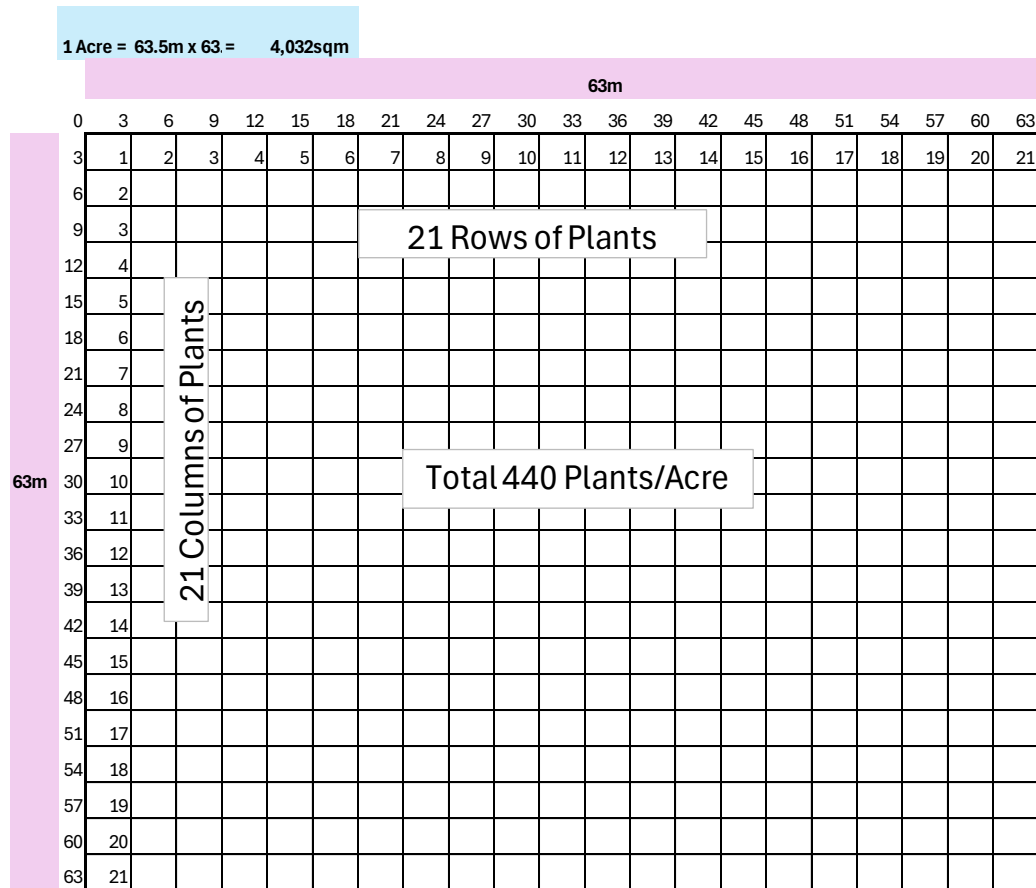 1 Acre = 63.5m x 63. = 4,032sqm
63m
0 3 6 9 12 15 18 21 24 27 30 33 36 39 42 45 48 51 54 57 60 63
3 1 2 3 4 5 6 7 8 9 10 11 12 13 14 15 16 17 18 19 20 21
6 2
9 3
21 Rows of Plants
12 4
15 5
18 6
21 7
24 8
27 9
21 Columns of Plants
Total 440 Plants/Acre
63m
30 10
33 11
36 12
39 13
42 14
45 15
48 16
51 17
54 18
57 19
60 20
63 21